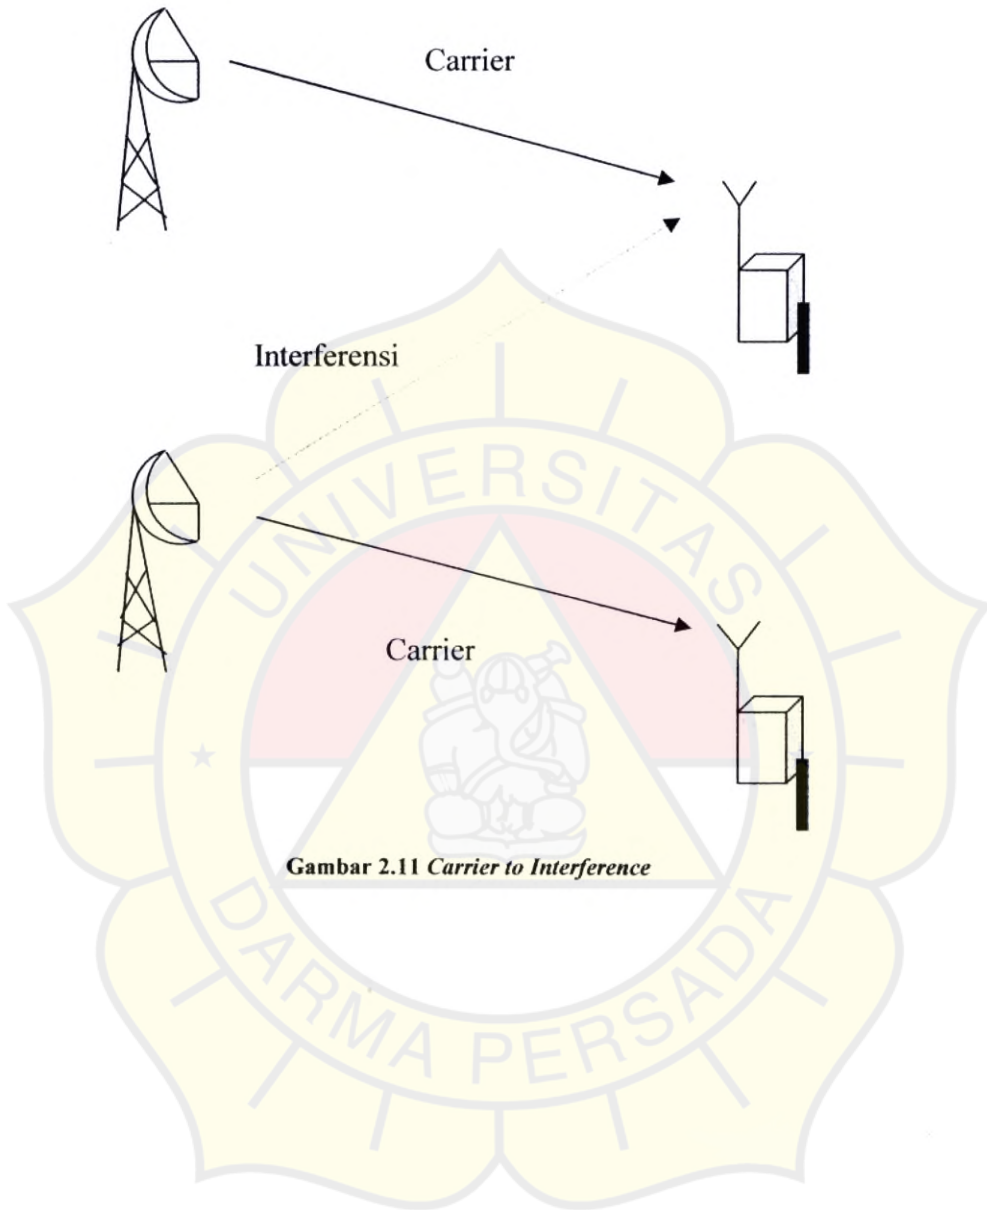 Carrier
Interferensi
UNIVERSITAS
Carrier
Gambar 2.11 Carrier to Interference
DARMA PERSADA